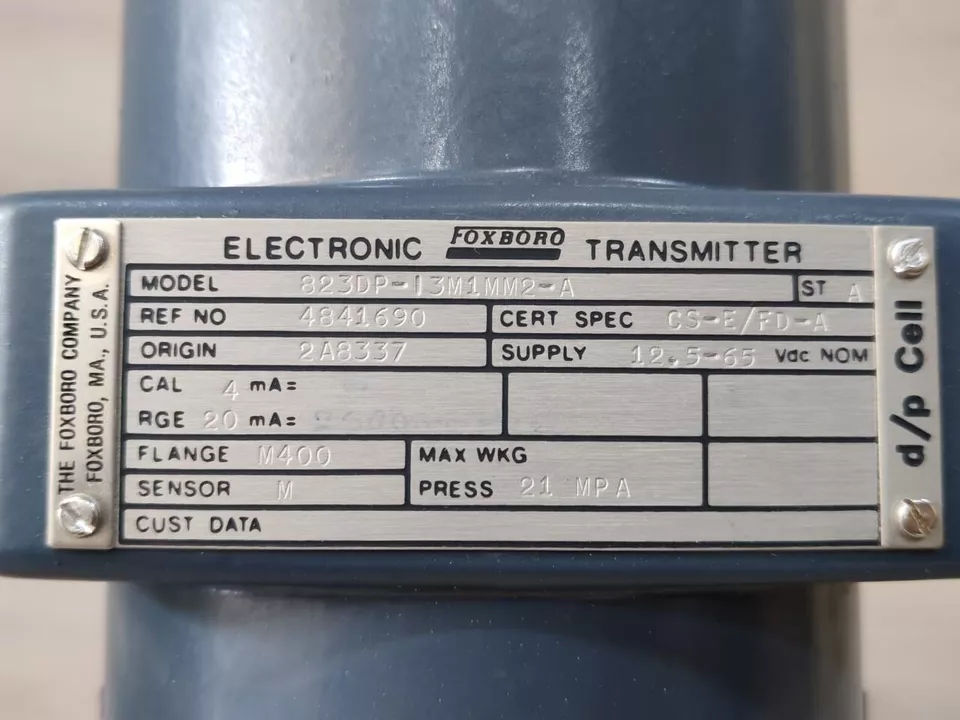 ELECTRONIC FOXBORO TRANSMITTER
MODEL 823DP-I3M1MM2-A ST A
REF NO 4841690 CERT SPEC CS-E/FD-A
ORIGIN 2A8337 SUPPLY 12.5-65 Vdc NOM
CAL 4 mA=
RGE 20 mA=
FLANGE M400 MAX WKG
SENSOR M PRESS 21 MPA
CUST DATA
THE FOXBORO COMPANY
FOXBORO, MA., U.S.A.
d/p Cell